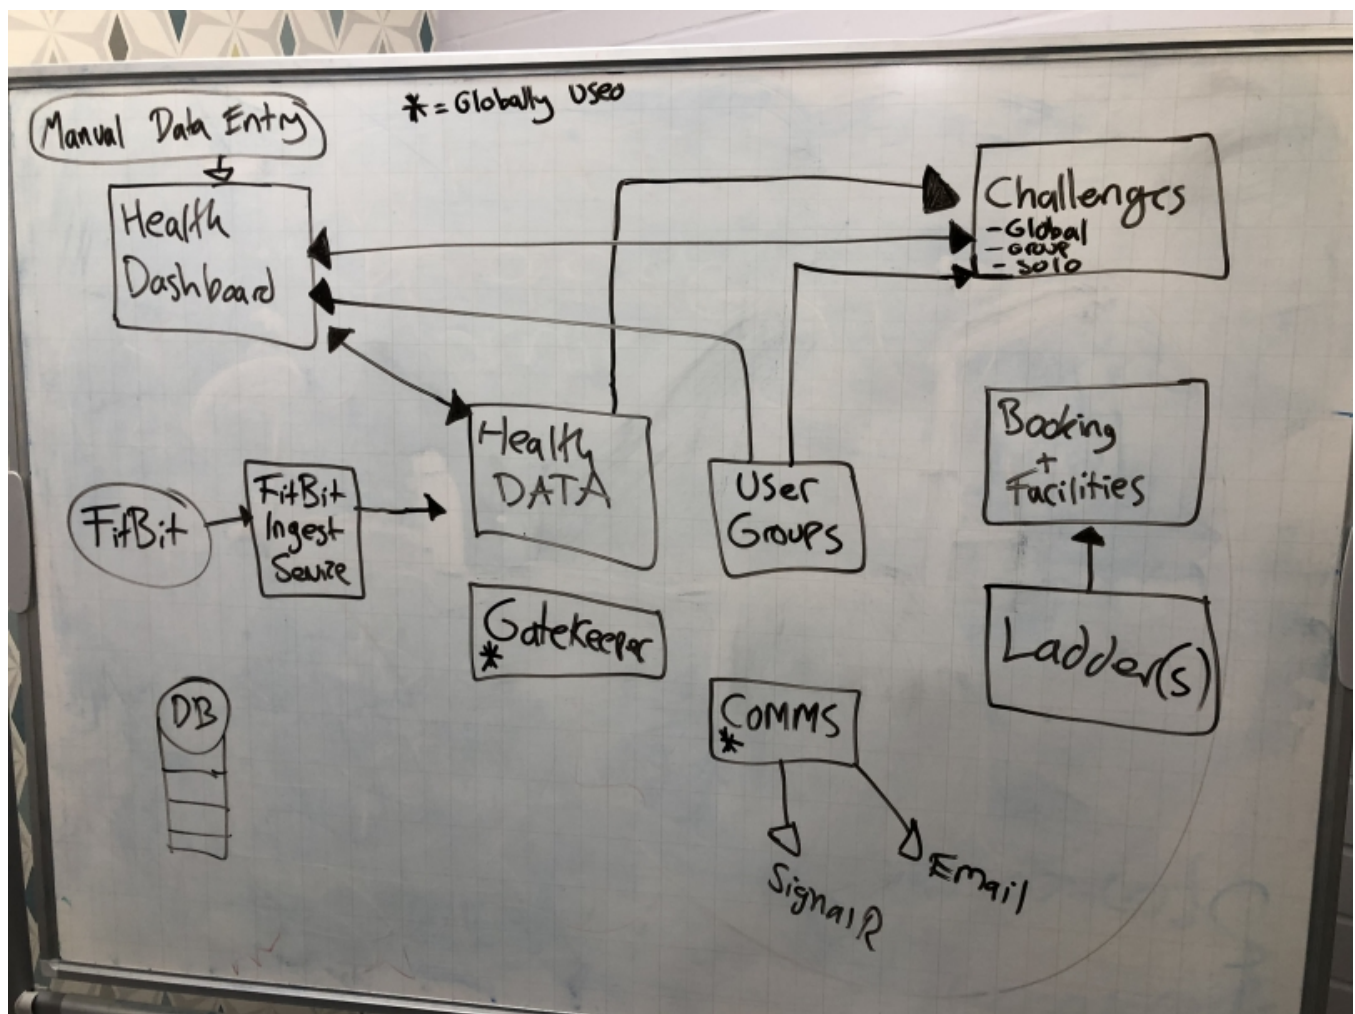 Manual Data Entry
* = Globally Used
Health
Dashboard
Challenges
- Global
- Group
- Solo
Health
DATA
User
Groups
Booking
+
Facilities
FitBit
FitBit
Ingest
Service
GateKeeper
*
Ladder(s)
DB
COMMS
*
SignalR
Email